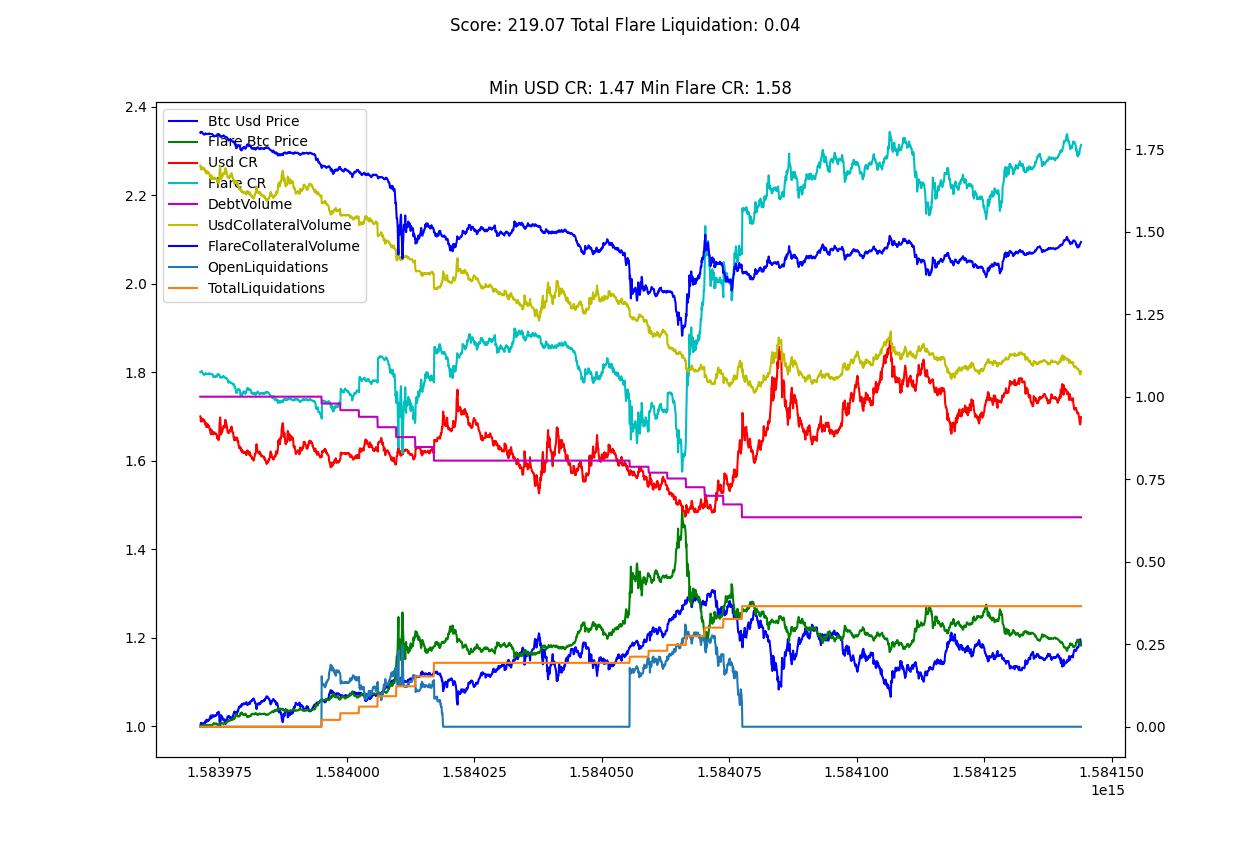 Score: 219.07 Total Flare Liquidation: 0.04
Min USD CR: 1.47 Min Flare CR: 1.58
Btc Usd Price
Flare Btc Price
Usd CR
Flare CR
DebtVolume
UsdCollateralVolume
FlareCollateralVolume
OpenLiquidations
TotalLiquidations
2.4
2.2
2.0
1.8
1.6
1.4
1.2
1.0
1.75
1.50
1.25
1.00
0.75
0.50
0.25
0.00
1.583975 1.584000 1.584025 1.584050 1.584075 1.584100 1.584125 1.584150
1e15